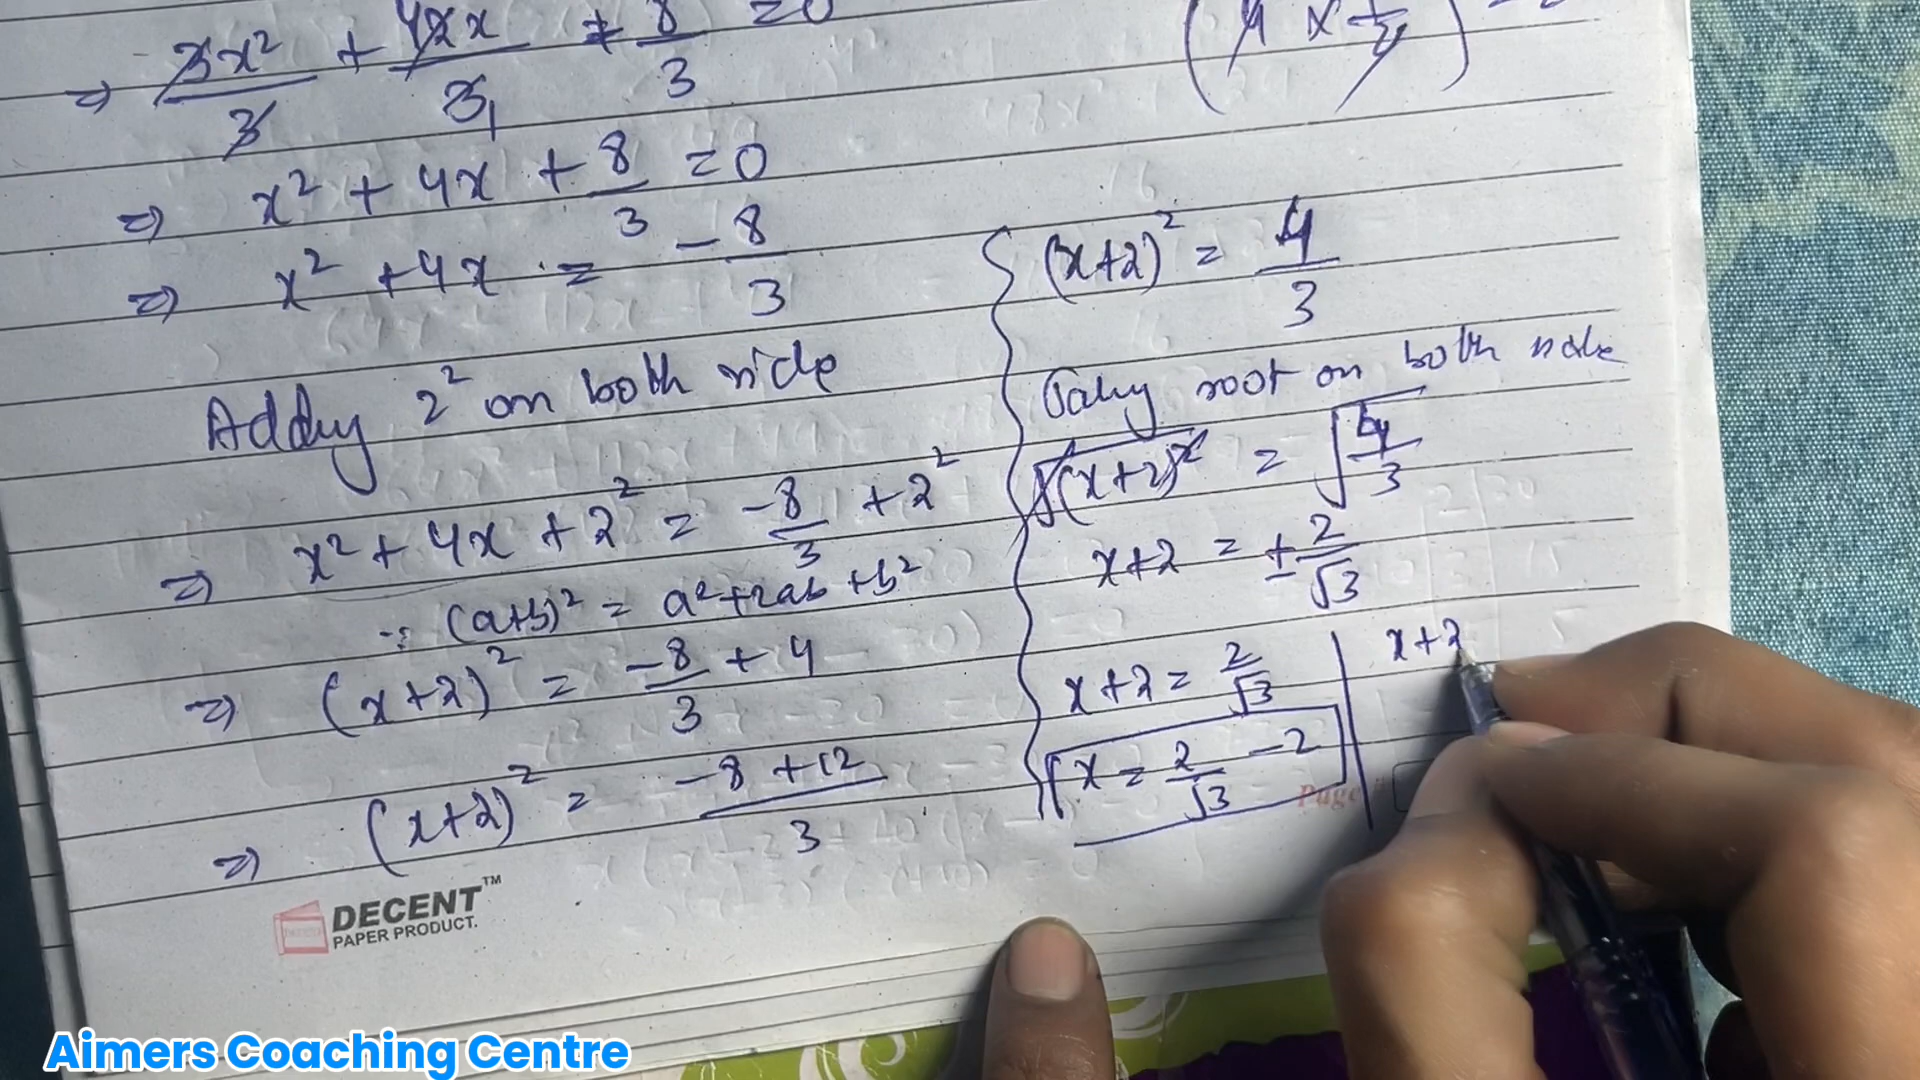 ⇒ 3x²/3 + 12x/3 + 8/3 = 0
⇒ x² + 4x + 8/3 = 0
⇒ x² + 4x = -8/3
Addy 2² on both side
⇒ x² + 4x + 2² = -8/3 + 2²
∵ (a+b)² = a² + 2ab + b²
⇒ (x+2)² = -8/3 + 4
⇒ (x+2)² = -8+12/3
(x+2)² = 4/3
Taky root on both side
√(x+2)² = √4/3
x+2 = ±2/√3
x+2 = 2/√3
x = 2/√3 - 2
x+2
Page
DECENT™
PAPER PRODUCT.
Aimers Coaching Centre